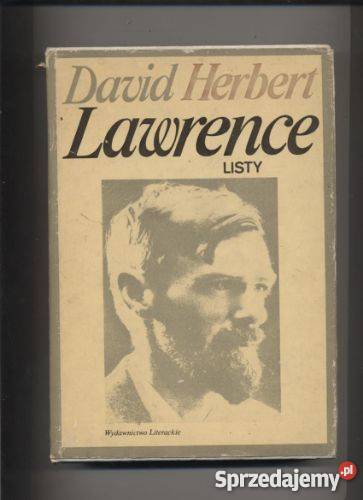 David Herbert
Lawrence
LISTY
Wydawnictwo Literackie
Sprzedajemy.pl